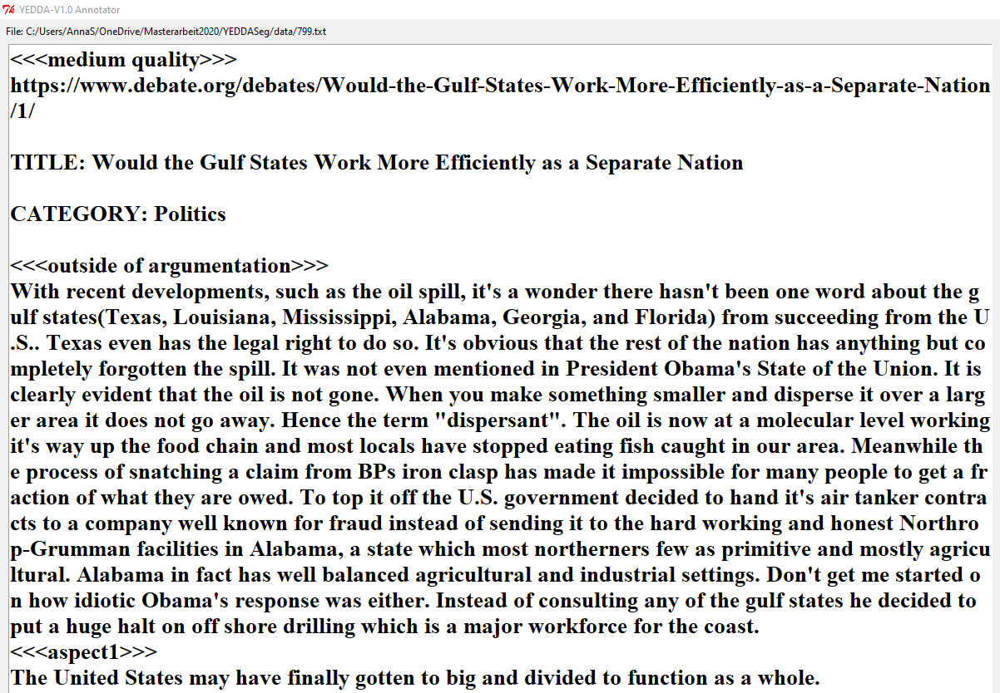 YEDDA-V1.0 Annotator
File: C:/Users/AnnaS/OneDrive/Masterarbeit2020/YEDDASeg/data/799.txt
<<<medium quality>>>
https://www.debate.org/debates/Would-the-Gulf-States-Work-More-Efficiently-as-a-Separate-Nation
/1/
TITLE: Would the Gulf States Work More Efficiently as a Separate Nation
CATEGORY: Politics
<<<outside of argumentation>>>
With recent developments, such as the oil spill, it's a wonder there hasn't been one word about the g
ulf states(Texas, Louisiana, Mississippi, Alabama, Georgia, and Florida) from succeeding from the U
.S.. Texas even has the legal right to do so. It's obvious that the rest of the nation has anything but co
mpletely forgotten the spill. It was not even mentioned in President Obama's State of the Union. It is
clearly evident that the oil is not gone. When you make something smaller and disperse it over a larg
er area it does not go away. Hence the term "dispersant". The oil is now at a molecular level working
it's way up the food chain and most locals have stopped eating fish caught in our area. Meanwhile th
e process of snatching a claim from BPs iron clasp has made it impossible for many people to get a fr
action of what they are owed. To top it off the U.S. government decided to hand it's air tanker contra
cts to a company well known for fraud instead of sending it to the hard working and honest Northro
p-Grumman facilities in Alabama, a state which most northerners few as primitive and mostly agricu
ltural. Alabama in fact has well balanced agricultural and industrial settings. Don't get me started o
n how idiotic Obama's response was either. Instead of consulting any of the gulf states he decided to
put a huge halt on off shore drilling which is a major workforce for the coast.
<<<aspect1>>>
The United States may have finally gotten to big and divided to function as a whole.